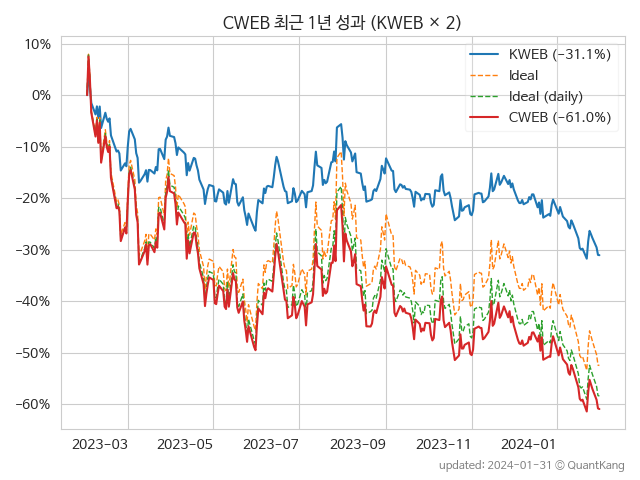 CWEB 최근 1년 성과 (KWEB × 2)
10%
0%
−10%
−20%
−30%
−40%
−50%
−60%
KWEB (−31.1%)
Ideal
Ideal (daily)
CWEB (−61.0%)
2023-03
2023-05
2023-07
2023-09
2023-11
2024-01
updated: 2024-01-31 © QuantKang